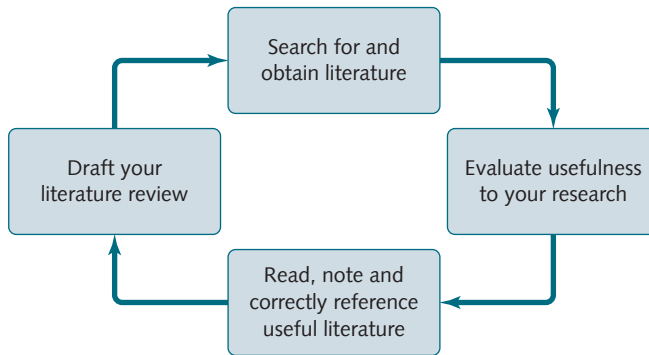 Search for and
obtain literature
Evaluate usefulness
to your research
Read, note and
correctly reference
useful literature
Draft your
literature review